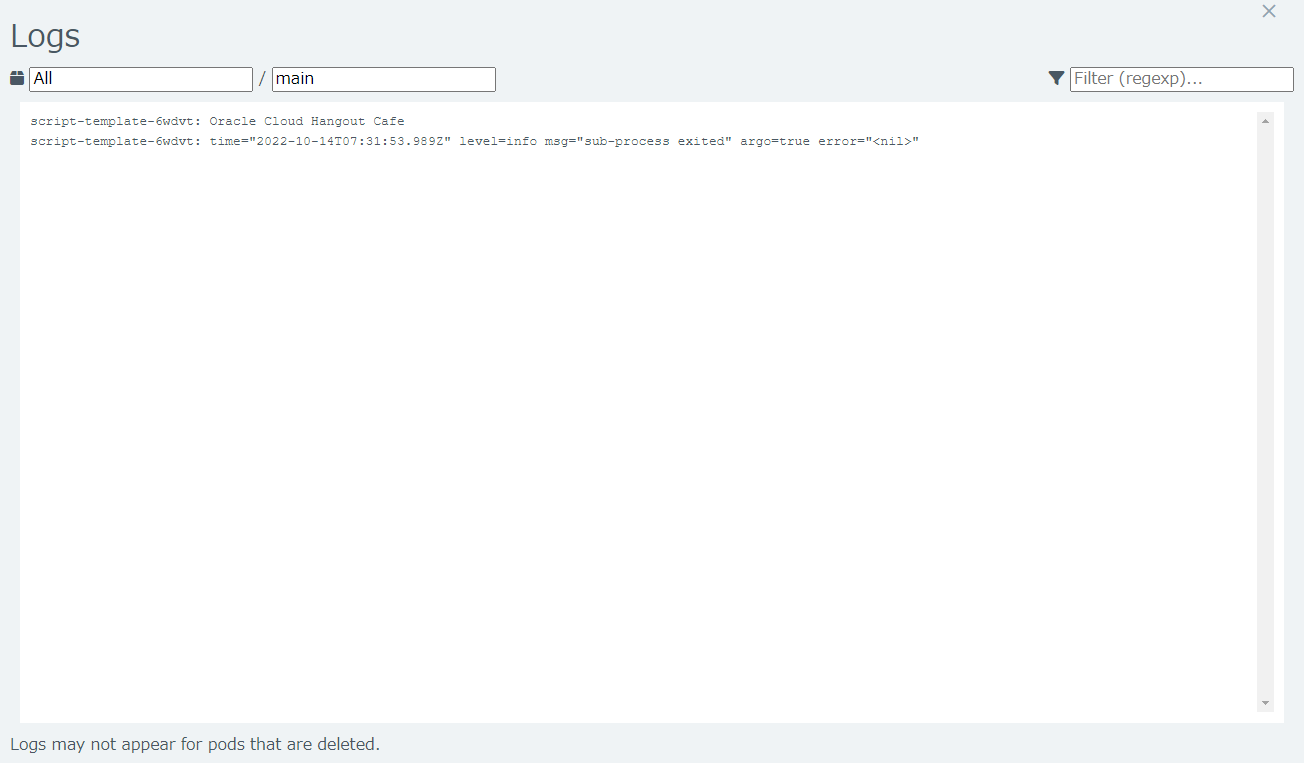 Logs
All / main Filter (regexp)...
script-template-6wdvt: Oracle Cloud Hangout Cafe
script-template-6wdvt: time="2022-10-14T07:31:53.989Z" level=info msg="sub-process exited" argo=true error="<nil>"
Logs may not appear for pods that are deleted.